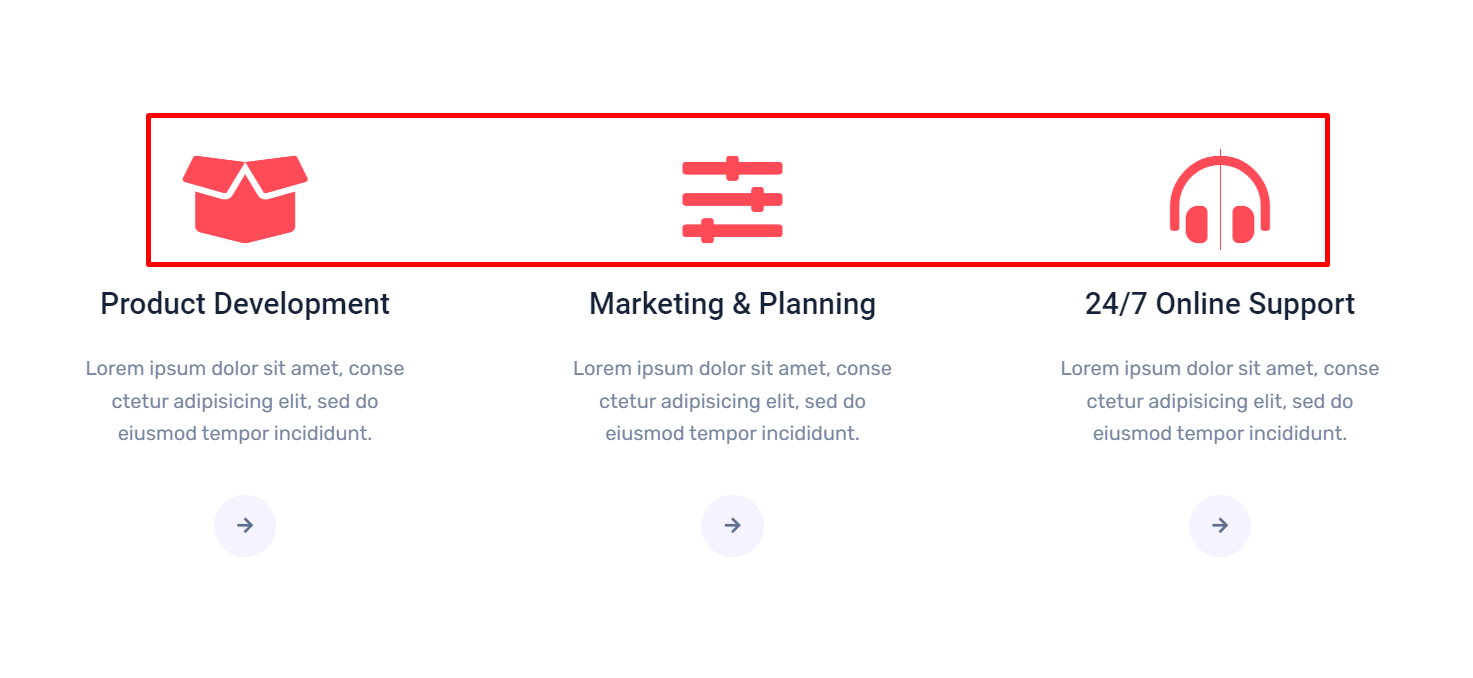 Product Development
Lorem ipsum dolor sit amet, conse
ctetur adipisicing elit, sed do
eiusmod tempor incididunt.
Marketing & Planning
Lorem ipsum dolor sit amet, conse
ctetur adipisicing elit, sed do
eiusmod tempor incididunt.
24/7 Online Support
Lorem ipsum dolor sit amet, conse
ctetur adipisicing elit, sed do
eiusmod tempor incididunt.